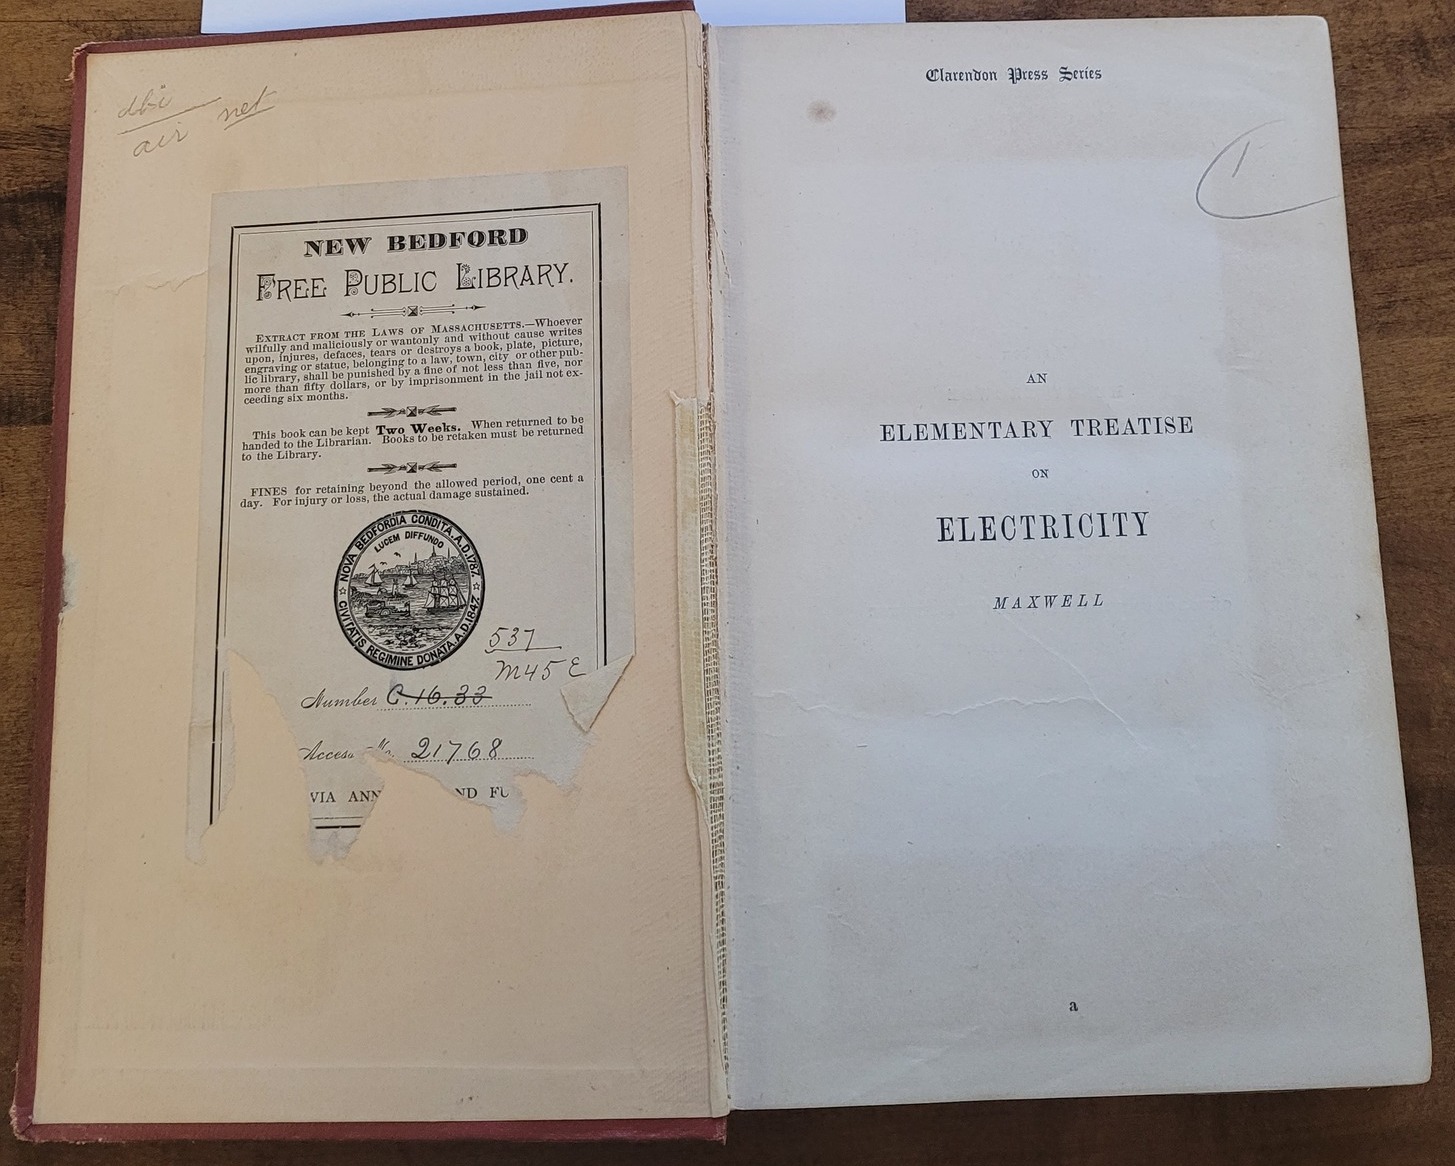 dbi
air net
NEW BEDFORD
FREE PUBLIC LIBRARY.
EXTRACT FROM THE LAWS OF MASSACHUSETTS.—Whoever
wilfully and maliciously or wantonly and without cause writes
upon, injures, defaces, tears or destroys a book, plate, picture,
engraving or statue, belonging to a law, town, city or other pub-
lic library, shall be punished by a fine of not less than five, nor
more than fifty dollars, or by imprisonment in the jail not ex-
ceeding six months.
This book can be kept Two Weeks. When returned to be
handed to the Librarian. Books to be retaken must be returned
to the Library.
FINES for retaining beyond the allowed period, one cent a
day. For injury or loss, the actual damage sustained.
NOVA BEDFORDIA CONDITA.A.D.1787.
LUCEM DIFFUNDO
CIVITATIS REGIMINE DONATA.A.D.1847.
537
M45E
Number C.16.33
Access No. 21768
VIA ANN ND FU
Clarendon Press Series
1
AN
ELEMENTARY TREATISE
ON
ELECTRICITY
MAXWELL
a